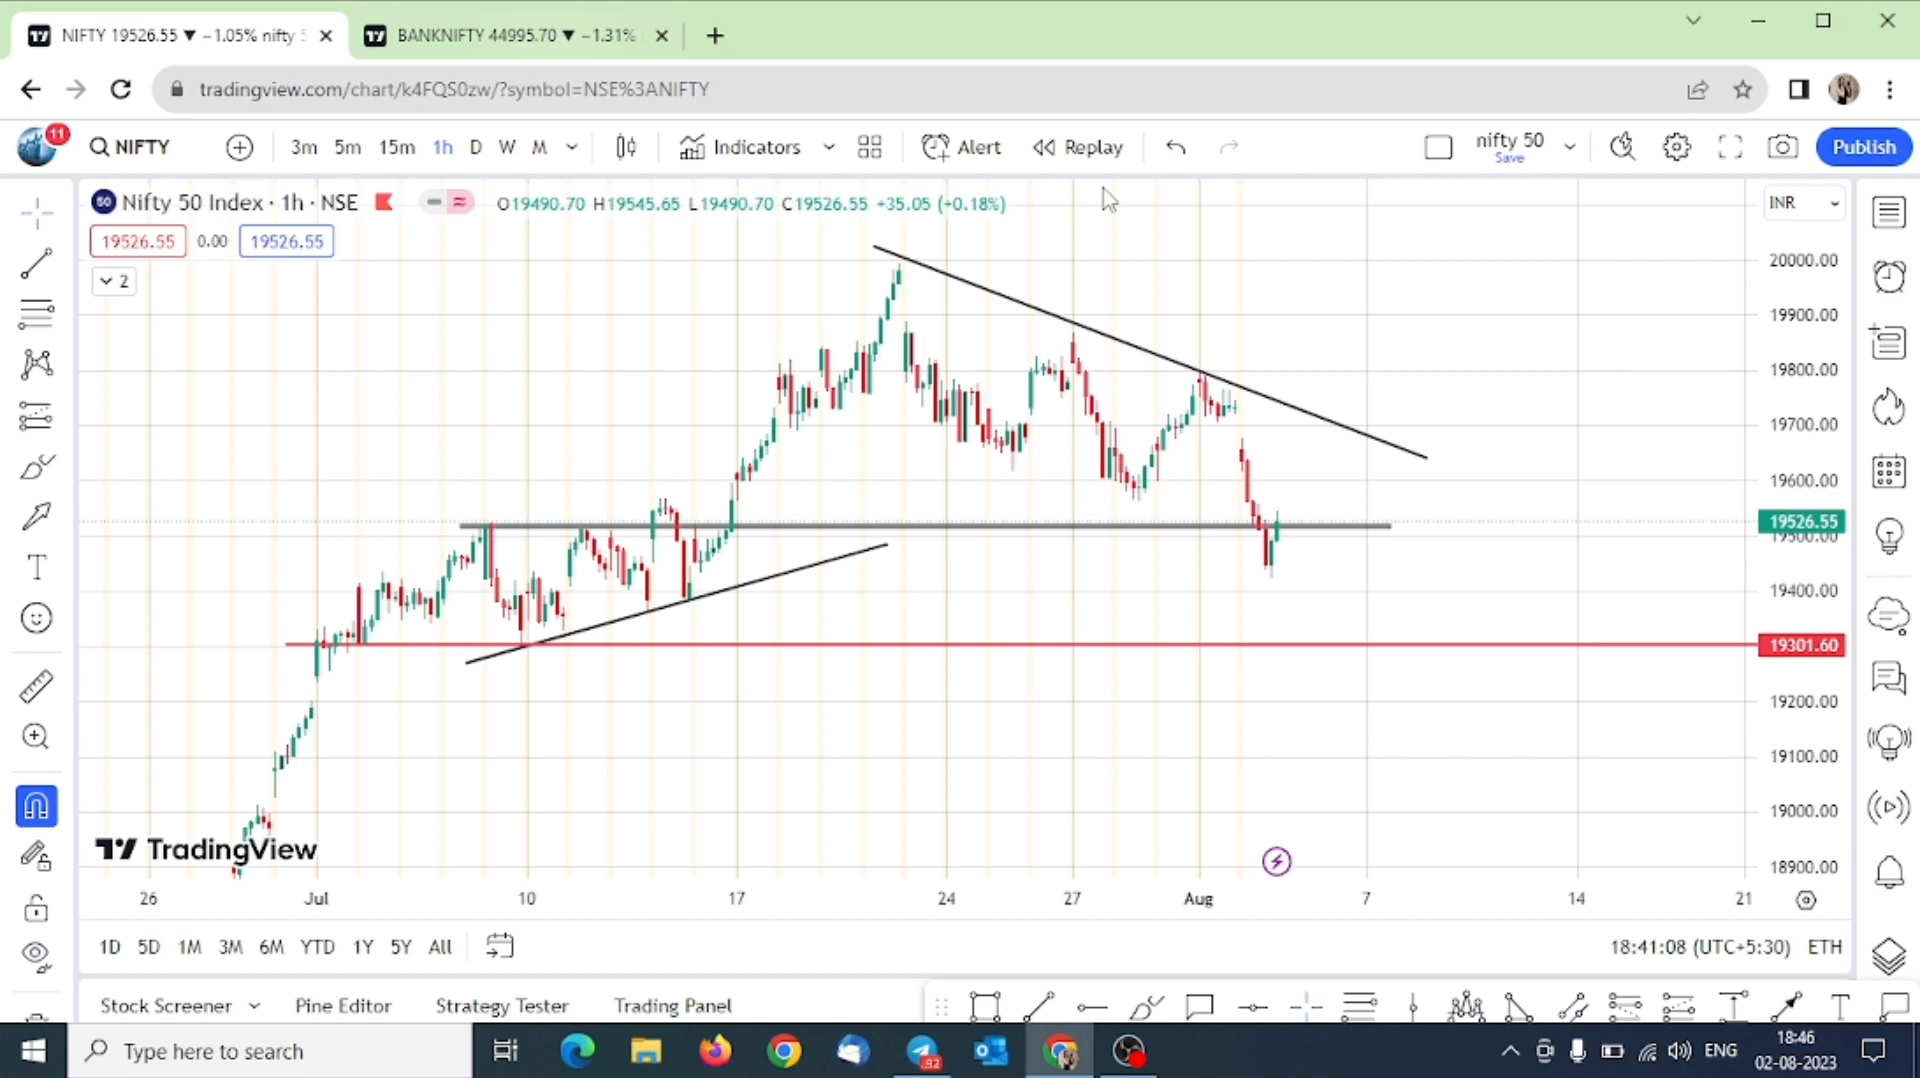 NIFTY 19526.55 ▼ −1.05% nifty 5
BANKNIFTY 44995.70 ▼ −1.31%
tradingview.com/chart/k4FQS0zw/?symbol=NSE%3ANIFTY
11
NIFTY 3m 5m 15m 1h D W M Indicators Alert Replay nifty 50 Save Publish
50 Nifty 50 Index · 1h · NSE O19490.70 H19545.65 L19490.70 C19526.55 +35.05 (+0.18%) INR
19526.55 0.00 19526.55
2
20000.00
19900.00
19800.00
19700.00
19600.00
19526.55
19500.00
19400.00
19301.60
19200.00
19100.00
19000.00
18900.00
TradingView
26 Jul 10 17 24 27 Aug 7 14 21
1D 5D 1M 3M 6M YTD 1Y 5Y All 18:41:08 (UTC+5:30) ETH
Stock Screener Pine Editor Strategy Tester Trading Panel
Type here to search 92 ENG 18:46
02-08-2023